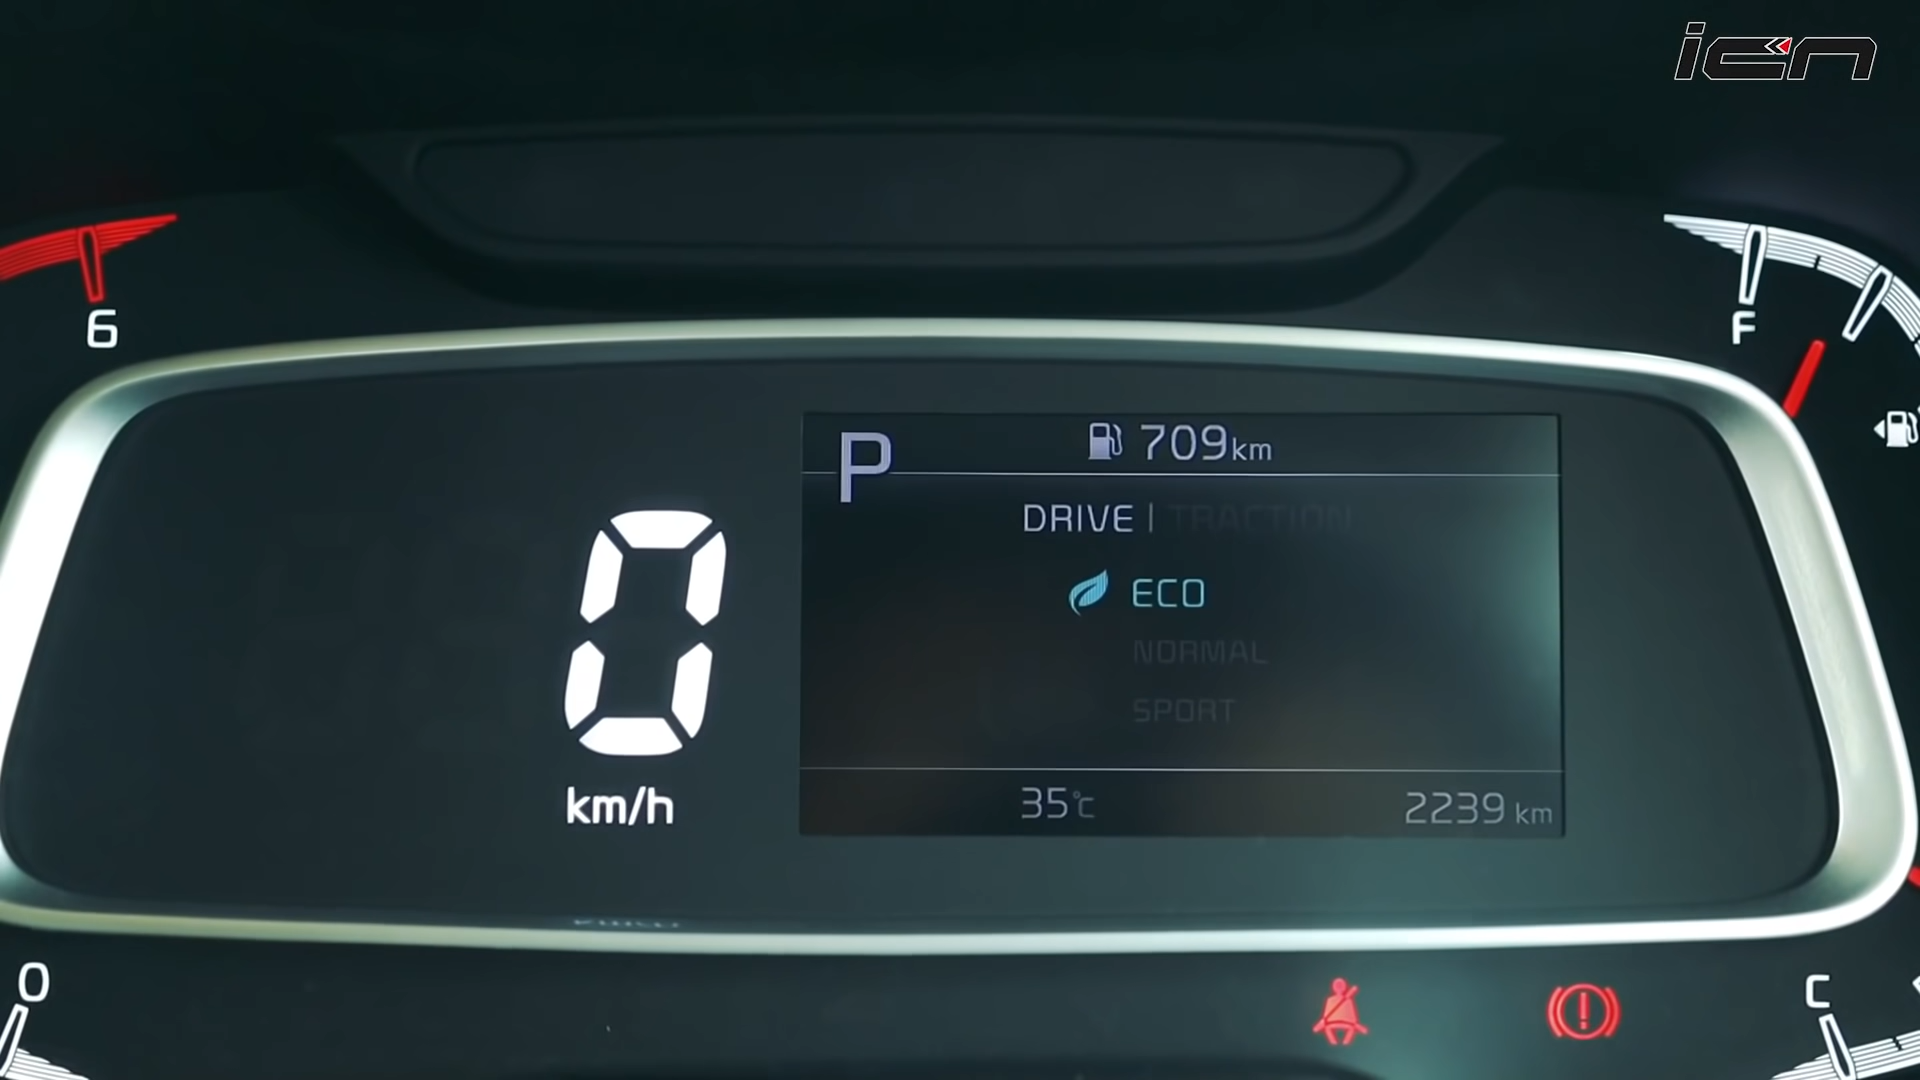 ICN
6
F
P
709km
DRIVE | TRACTION
ECO
NORMAL
SPORT
0
km/h
35°C
2239 km
0
C